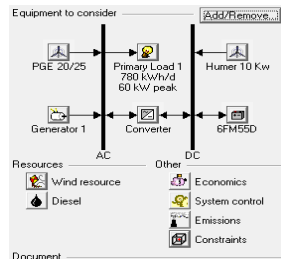 Equipment to consider
Add/Remove...
PGE 20/25
Primary Load 1
780 kWh/d
60 kW peak
Humer 10 Kw
Generator 1
Converter
6FM55D
AC
DC
Resources
Other
Wind resource
Economics
Diesel
System control
Emissions
Constraints
Document